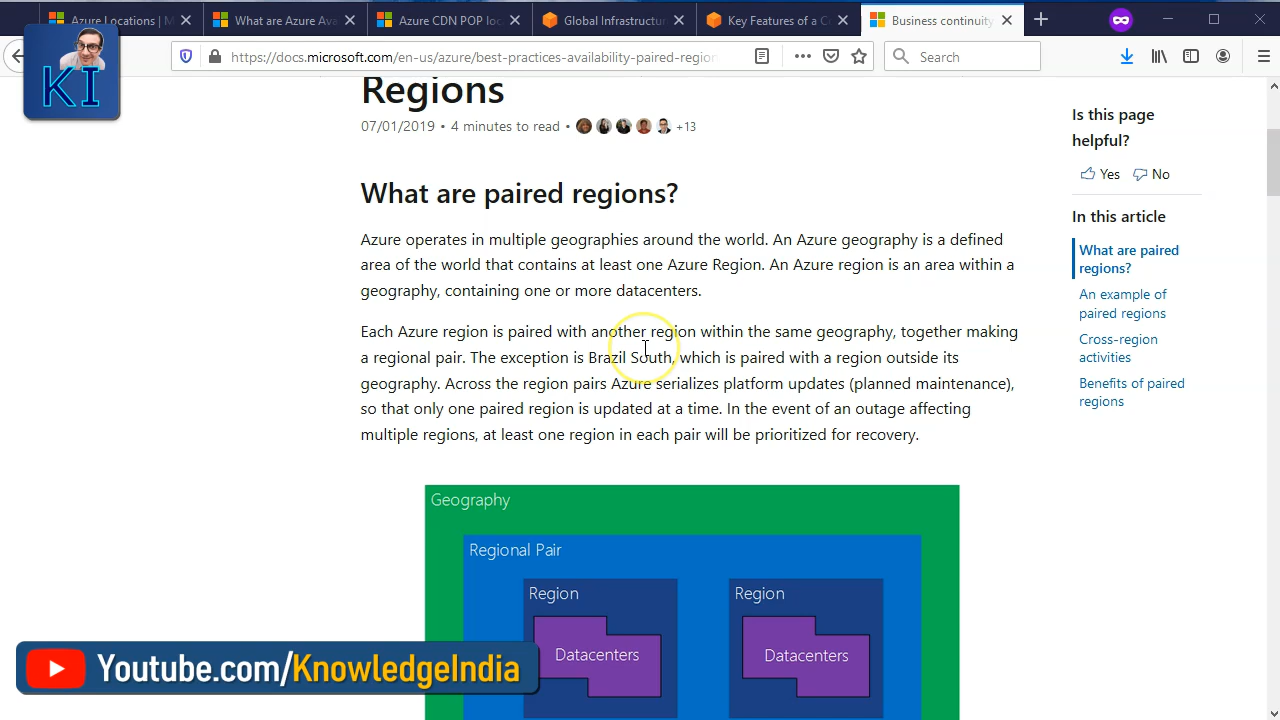 Azure Locations | M
What are Azure Ava
Azure CDN POP loc
Global Infrastructur
Key Features of a C
Business continuity
KI
https://docs.microsoft.com/en-us/azure/best-practices-availability-paired-region
Search
Regions
07/01/2019 • 4 minutes to read •
+13
What are paired regions?
Azure operates in multiple geographies around the world. An Azure geography is a defined
area of the world that contains at least one Azure Region. An Azure region is an area within a
geography, containing one or more datacenters.
Each Azure region is paired with another region within the same geography, together making
a regional pair. The exception is Brazil South, which is paired with a region outside its
geography. Across the region pairs Azure serializes platform updates (planned maintenance),
so that only one paired region is updated at a time. In the event of an outage affecting
multiple regions, at least one region in each pair will be prioritized for recovery.
Geography
Regional Pair
Region
Datacenters
Region
Datacenters
Is this page
helpful?
Yes
No
In this article
What are paired
regions?
An example of
paired regions
Cross-region
activities
Benefits of paired
regions
Youtube.com/KnowledgeIndia